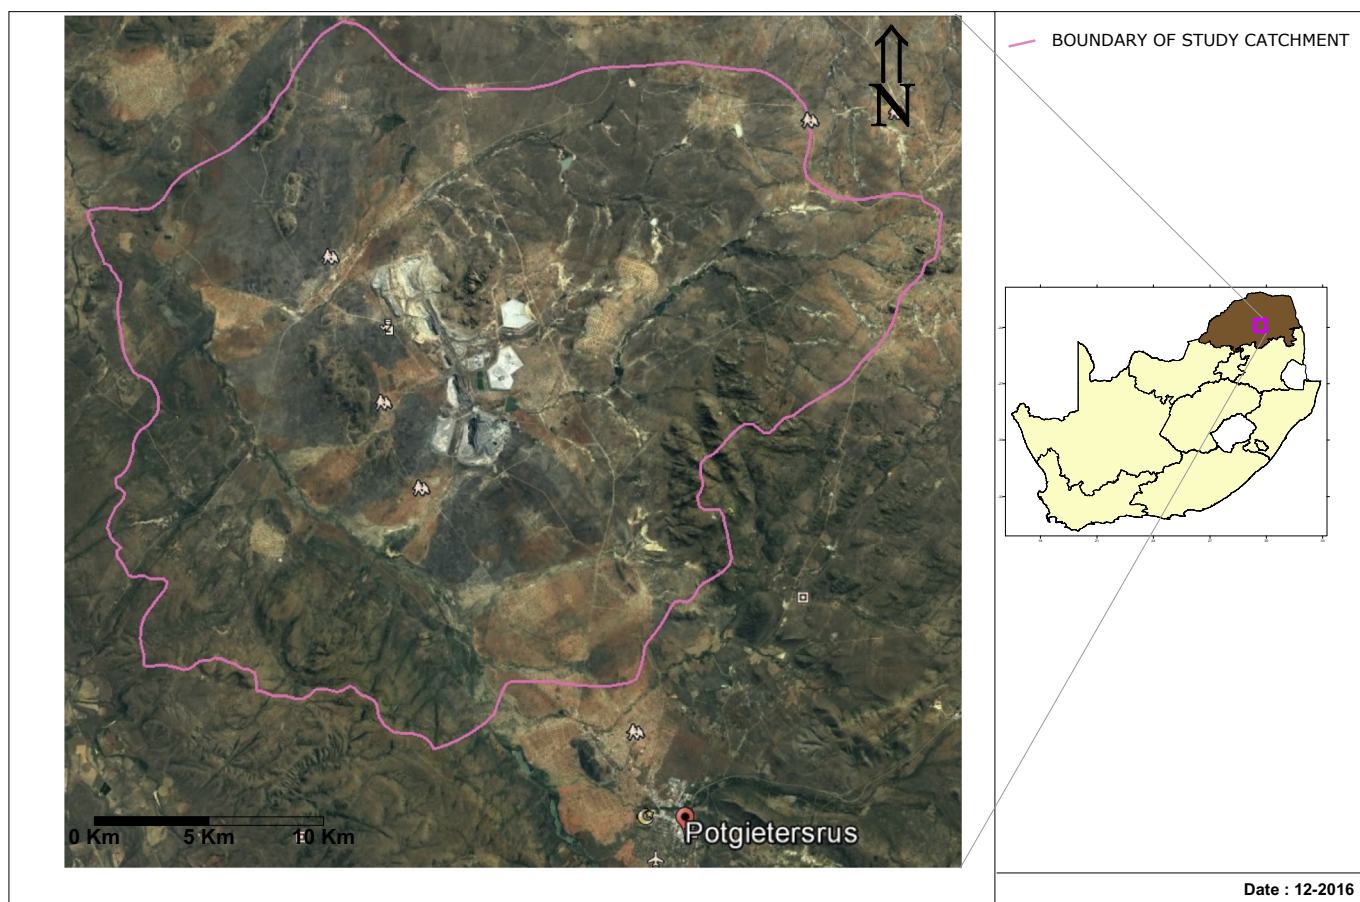 BOUNDARY OF STUDY CATCHMENT
N
0 Km 5 Km 10 Km
Potgietersrus
Date : 12-2016